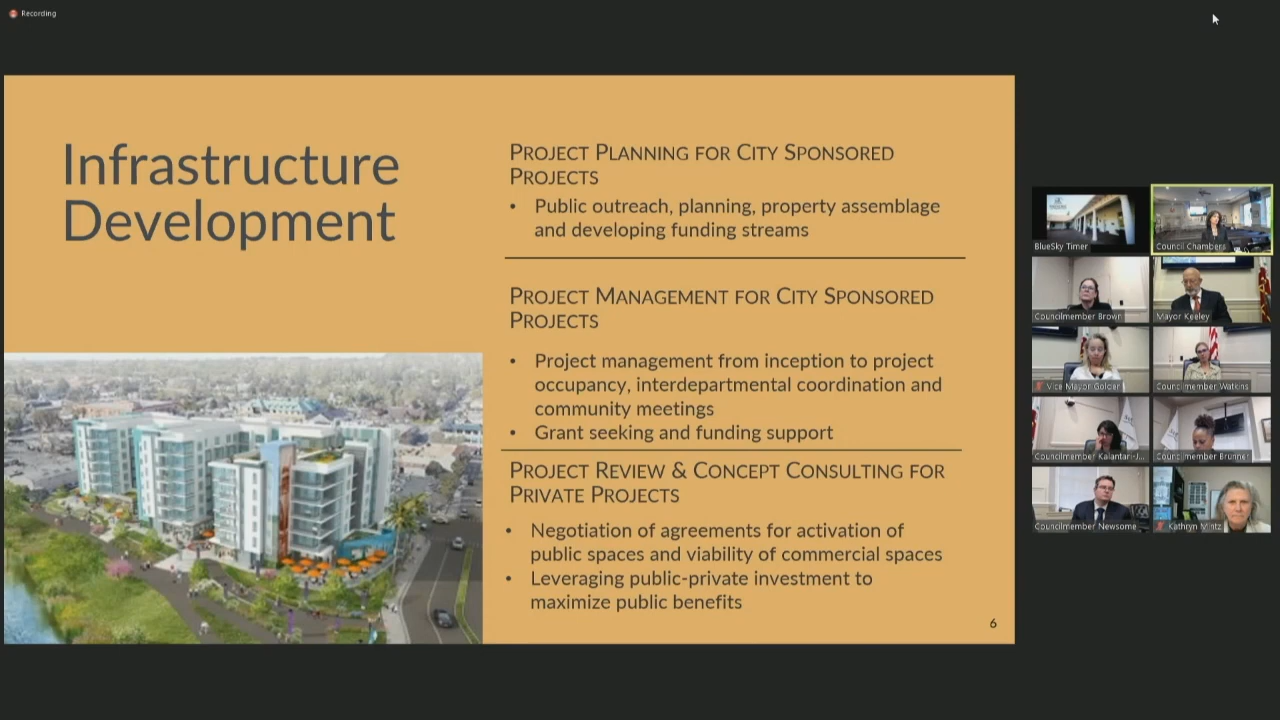 Recording
Infrastructure
Development
PROJECT PLANNING FOR CITY SPONSORED
PROJECTS
• Public outreach, planning, property assemblage
and developing funding streams
PROJECT MANAGEMENT FOR CITY SPONSORED
PROJECTS
• Project management from inception to project
occupancy, interdepartmental coordination and
community meetings
• Grant seeking and funding support
PROJECT REVIEW & CONCEPT CONSULTING FOR
PRIVATE PROJECTS
• Negotiation of agreements for activation of
public spaces and viability of commercial spaces
• Leveraging public-private investment to
maximize public benefits
6
BlueSky Timer
Council Chambers
Councilmember Brown
Mayor Keeley
Vice Mayor Golder
Councilmember Watkins
Councilmember Kalantari-J...
Councilmember Brunner
Councilmember Newsome
Kathryn Mintz